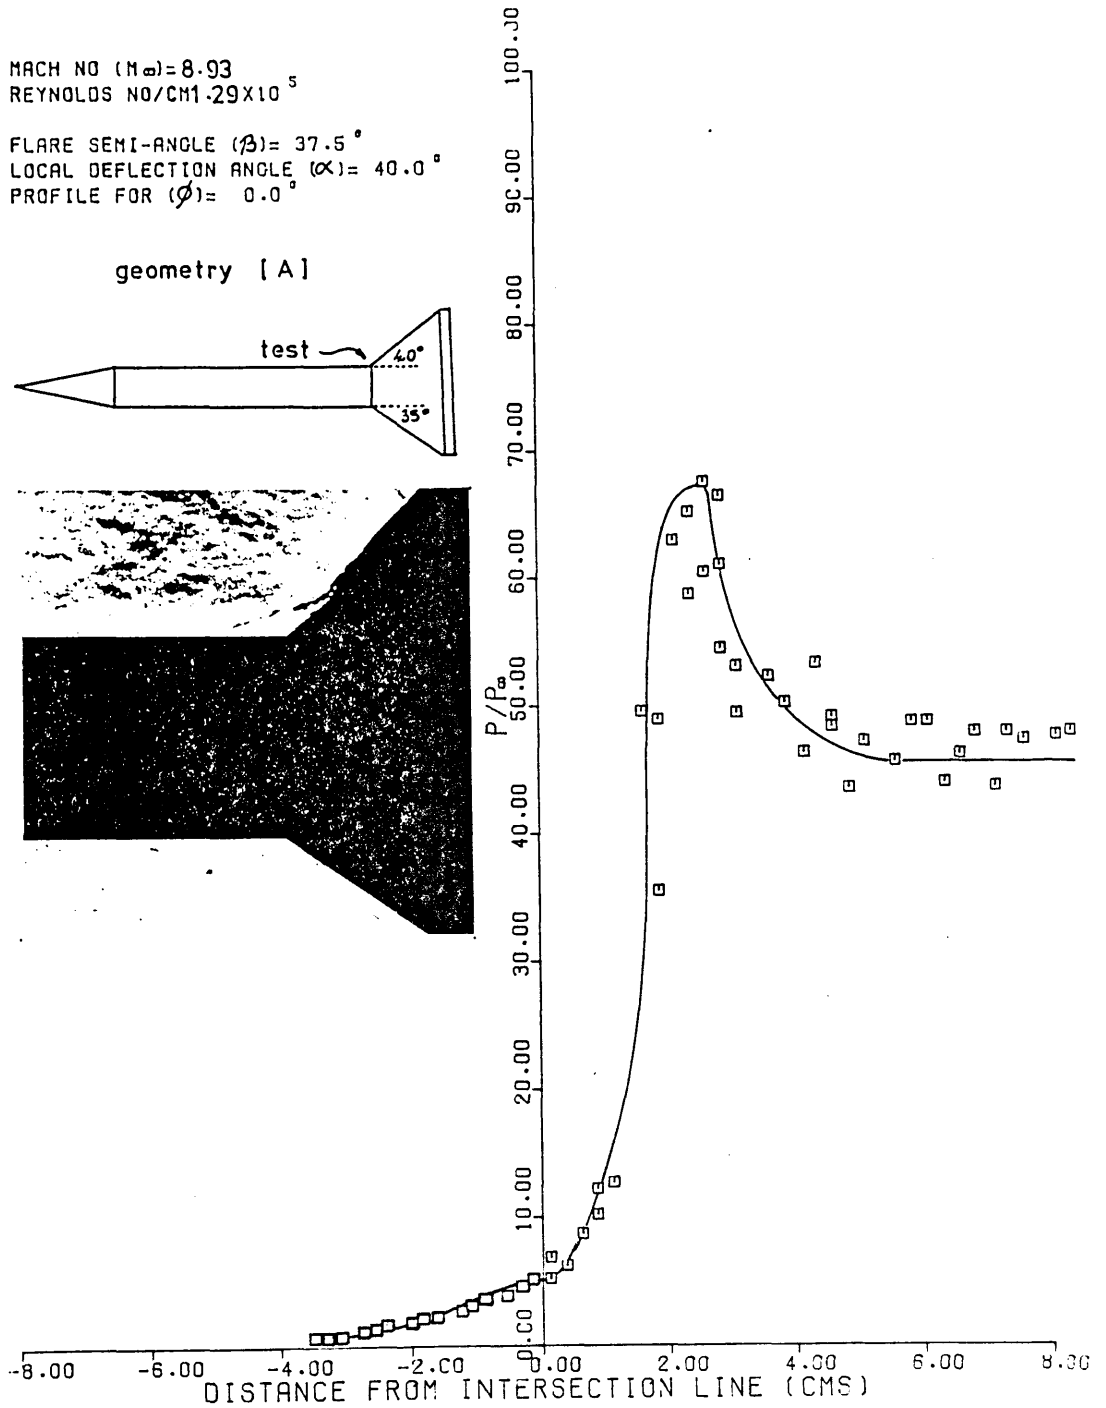 MACH NO (M∞)=8.93
REYNOLDS NO/CM1.29X10⁵
FLARE SEMI-ANGLE (β)= 37.5°
LOCAL DEFLECTION ANGLE (α)= 40.0°
PROFILE FOR (ϕ)= 0.0°
geometry [A]
test
40°
35°
100.00
90.00
80.00
70.00
60.00
50.00
40.00
30.00
20.00
10.00
0.00
P/P∞
-8.00
-6.00
-4.00
-2.00
0.00
2.00
4.00
6.00
8.00
DISTANCE FROM INTERSECTION LINE (CMS)